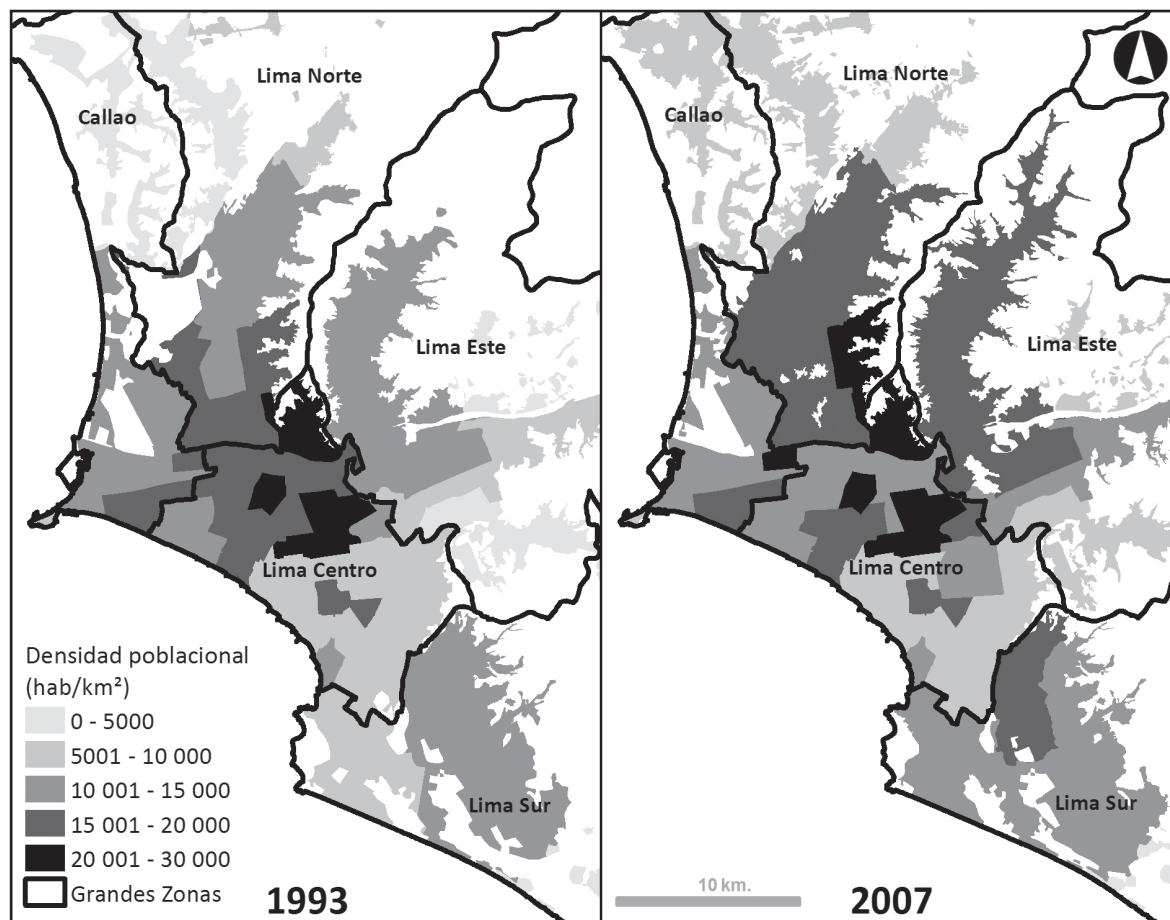 Lima Norte
Callao
Lima Este
Lima Centro
Lima Sur
Densidad poblacional
(hab/km²)
0 - 5000
5001 - 10 000
10 001 - 15 000
15 001 - 20 000
20 001 - 30 000
Grandes Zonas
1993
Lima Norte
Callao
Lima Este
Lima Centro
Lima Sur
10 km.
2007